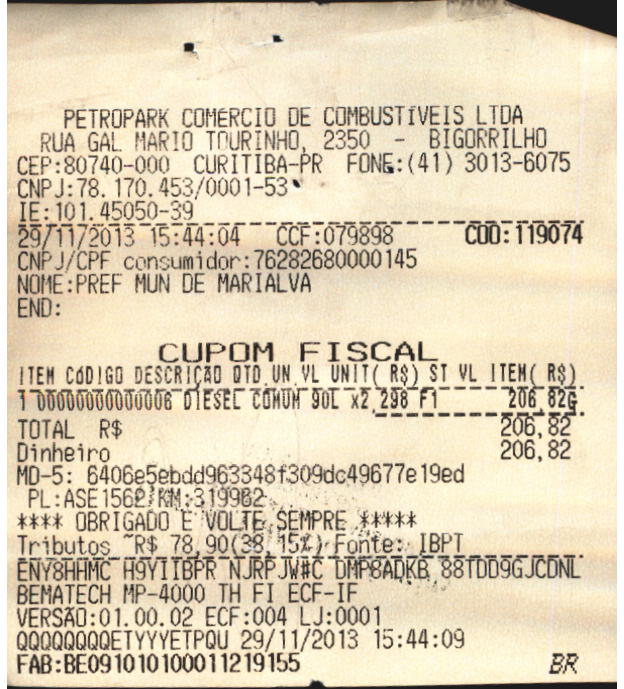 PETROPARK COMERCIO DE COMBUSTIVEIS LTDA
RUA GAL MARIO TOURINHO, 2350 - BIGORRILHO
CEP:80740-000 CURITIBA-PR FONE:(41) 3013-6075
CNPJ:78.170.453/0001-53
IE:101.45050-39
29/11/2013 15:44:04 CCF:079898 COO:119074
CNPJ/CPF consumidor:76282680000145
NOME:PREF MUN DE MARIALVA
END:
CUPOM FISCAL
ITEM CÓDIGO DESCRIÇÃO QTD UN VL UNIT( R$) ST VL ITEM( R$)
1 00000000000006 DIESEL COMUM 90L x2,298 F1 206,82G
TOTAL R$ 206,82
Dinheiro 206,82
MD-5: 6406e5ebdd963348f309dc49677e19ed
PL:ASE1562 KM:319982
**** OBRIGADO E VOLTE SEMPRE *****
Tributos ~R$ 78,90(38,15%) Fonte: IBPT
ENY8HHMC H9YIIBPR NJRPJW#C DMP8ADKB 88TDD9GJCDNL
BEMATECH MP-4000 TH FI ECF-IF
VERSÃO:01.00.02 ECF:004 LJ:0001
QQQQQQQQETYYYETPQU 29/11/2013 15:44:09
FAB:BE091010100011219155 BR